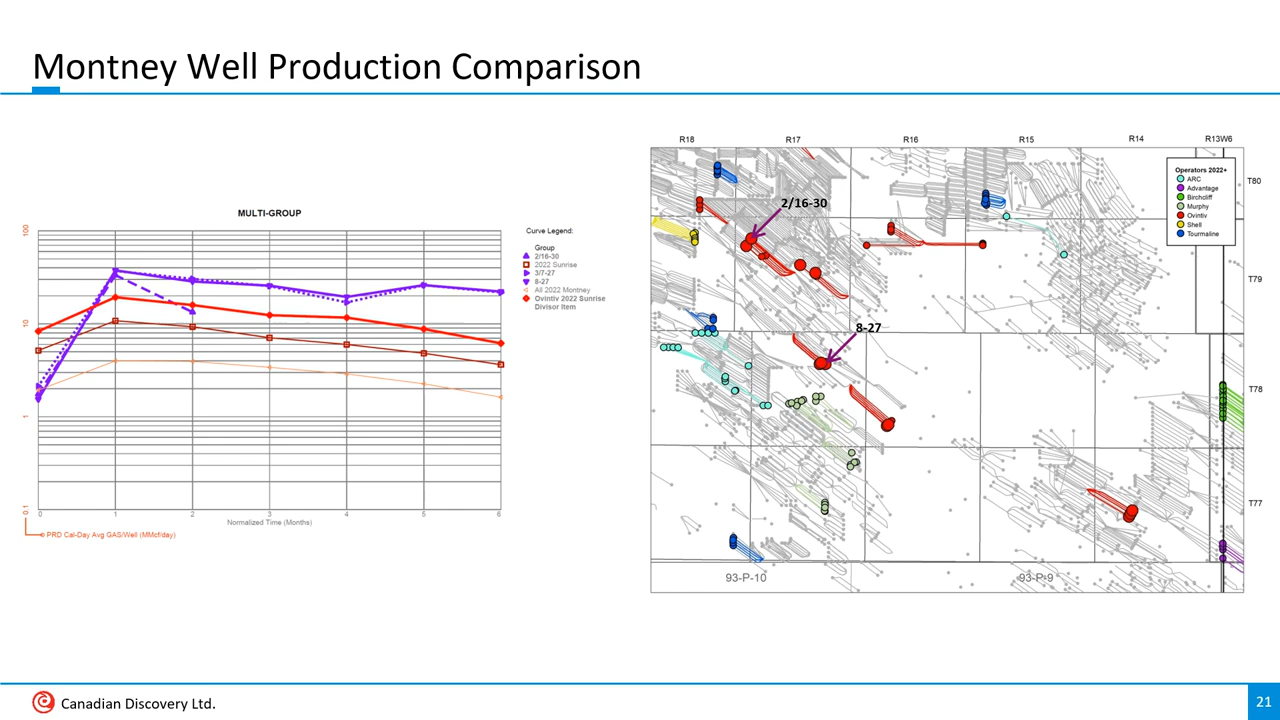 Montney Well Production Comparison
MULTI-GROUP
100
10
1
0.1
0 1 2 3 4 5 6
Normalized Time (Months)
PRD Cal-Day Avg GAS/Well (MMcf/day)
Curve Legend:
Group
2/16-30
2022 Sunrise
3/7-27
8-27
All 2022 Montney
Ovintiv 2022 Sunrise
Divisor Item
R18 R17 R16 R15 R14 R13W6
Operators 2022+
ARC
Advantage
Birchcliff
Murphy
Ovintiv
Shell
Tourmaline
T80
T79
T78
T77
2/16-30
8-27
93-P-10
93-P-9
Canadian Discovery Ltd.
21